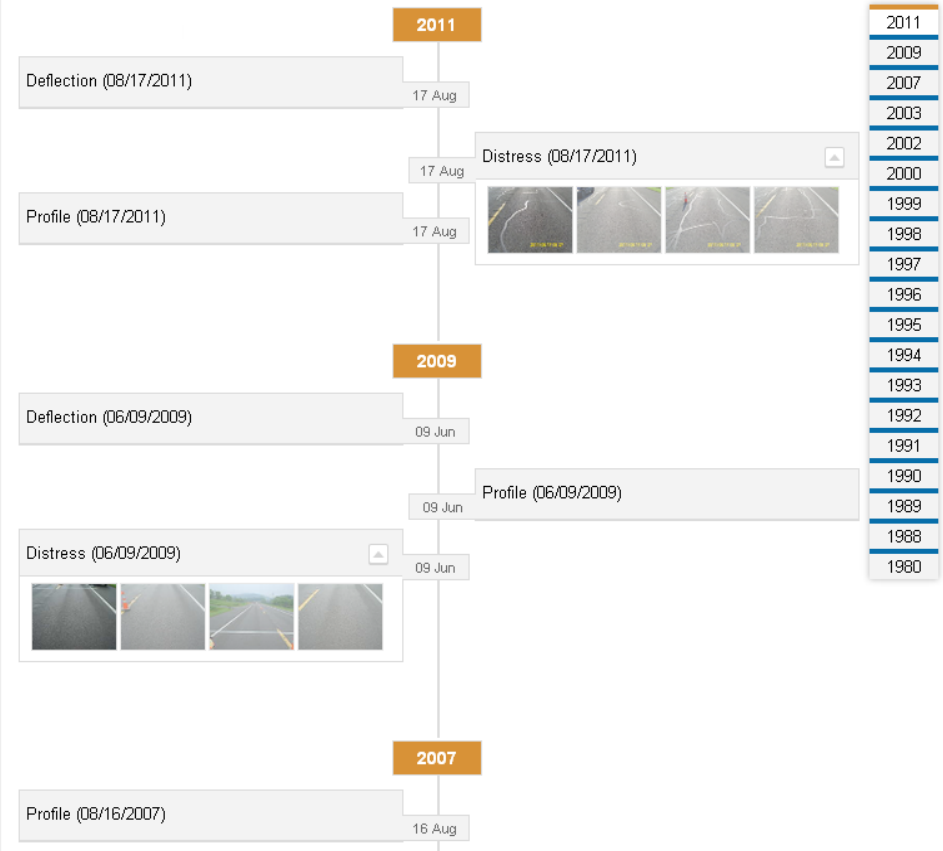 2011
Deflection (08/17/2011)
17 Aug
Distress (08/17/2011)
17 Aug
Profile (08/17/2011)
17 Aug
2009
Deflection (06/09/2009)
09 Jun
Profile (06/09/2009)
09 Jun
Distress (06/09/2009)
09 Jun
2007
Profile (08/16/2007)
16 Aug
2011
2009
2007
2003
2002
2000
1999
1998
1997
1996
1995
1994
1993
1992
1991
1990
1989
1988
1980